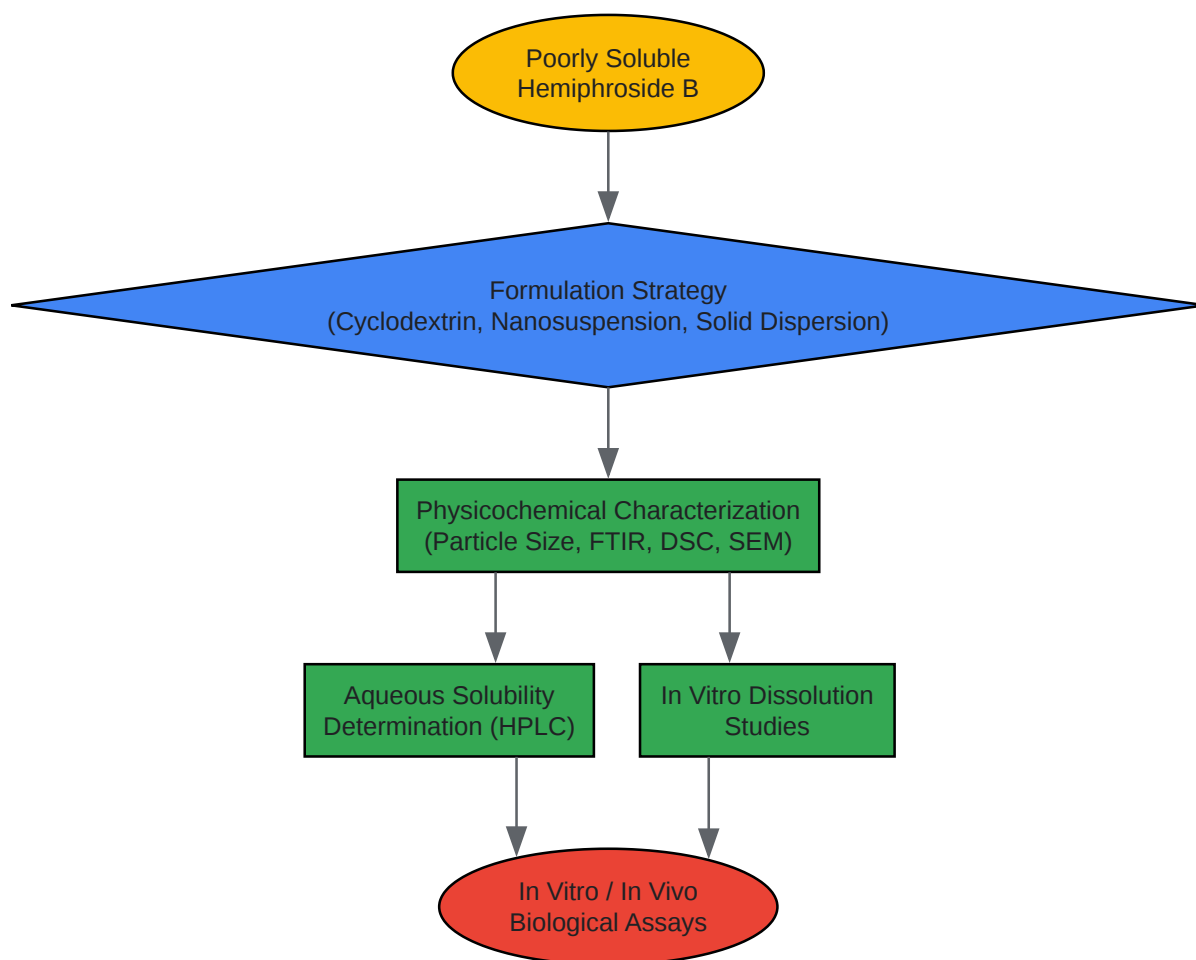 Poorly Soluble
Hemiphroside B
Formulation Strategy
(Cyclodextrin, Nanosuspension, Solid Dispersion)
Physicochemical Characterization
(Particle Size, FTIR, DSC, SEM)
Aqueous Solubility
Determination (HPLC)
In Vitro Dissolution
Studies
In Vitro / In Vivo
Biological Assays